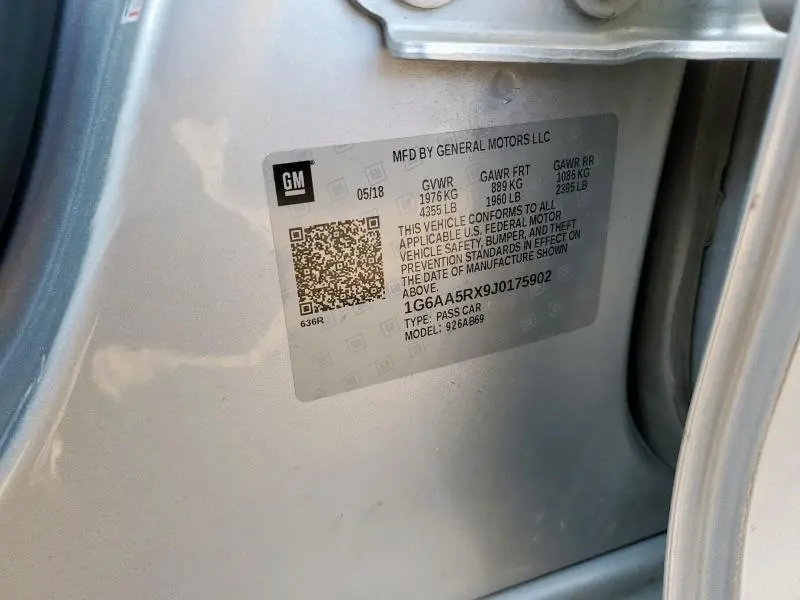 MFD BY GENERAL MOTORS LLC
GM
05/18
GVWR
1976 KG
4355 LB
GAWR FRT
889 KG
1960 LB
GAWR RR
1086 KG
2395 LB
THIS VEHICLE CONFORMS TO ALL
APPLICABLE U.S. FEDERAL MOTOR
VEHICLE SAFETY, BUMPER, AND THEFT
PREVENTION STANDARDS IN EFFECT ON
THE DATE OF MANUFACTURE SHOWN
ABOVE.
1G6AA5RX9J0175902
TYPE: PASS CAR
MODEL: 926AB69
636R